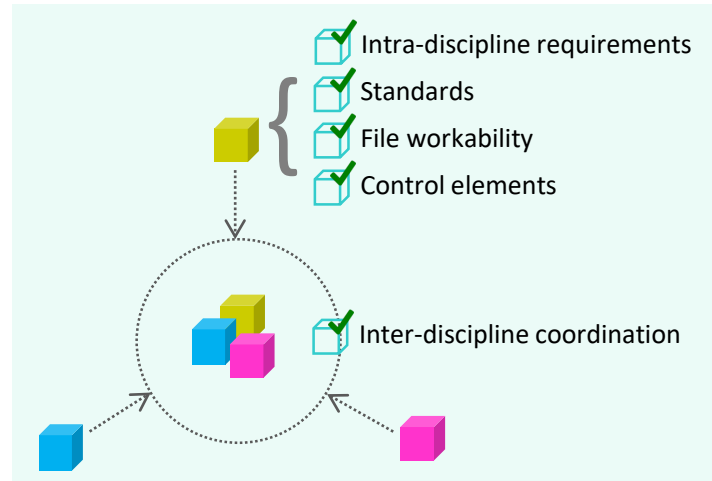 Intra-discipline requirements
Standards
File workability
Control elements
Inter-discipline coordination